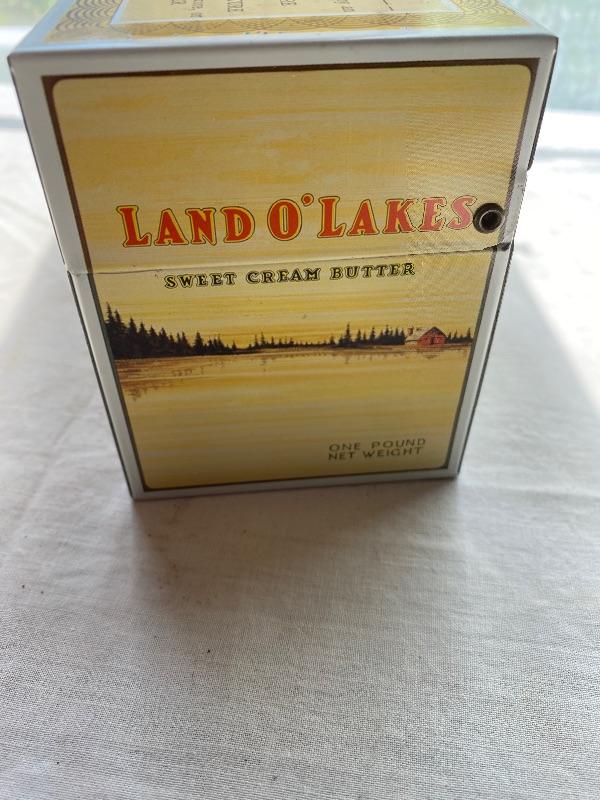 LAND O'LAKES
SWEET CREAM BUTTER
ONE POUND
NET WEIGHT